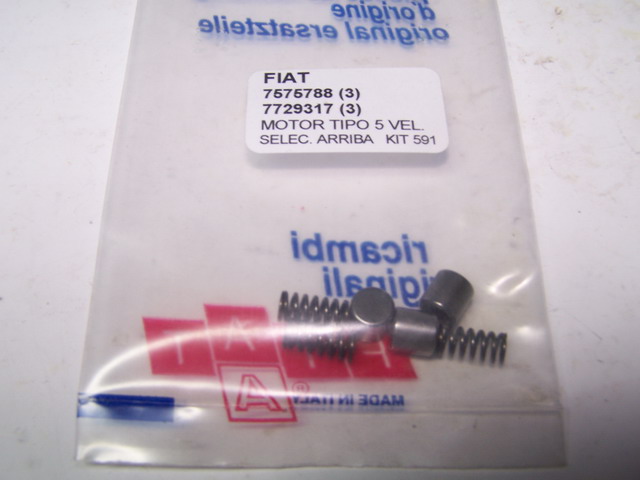 d'origine
original ersatzteile
FIAT
7575788 (3)
7729317 (3)
MOTOR TIPO 5 VEL.
SELEC. ARRIBA KIT 591
ricambi
originali
A
®
MADE IN ITALY